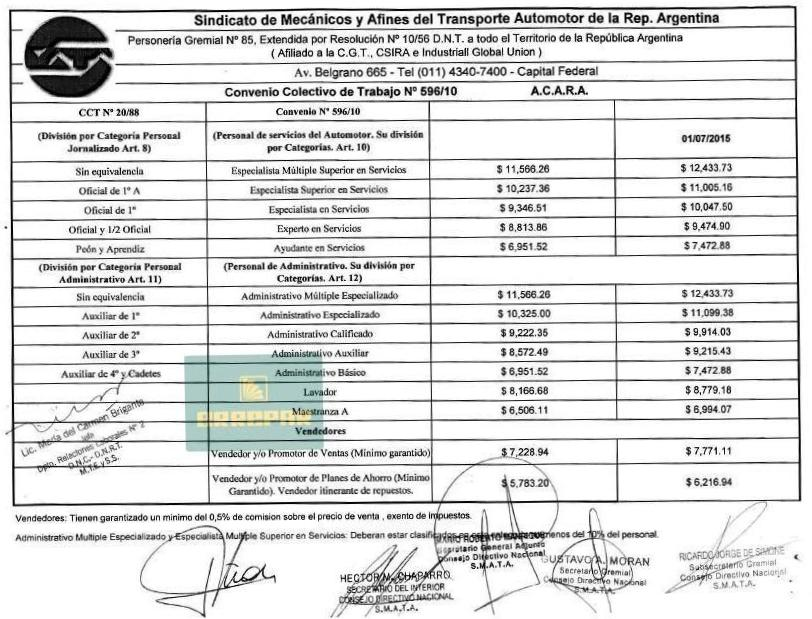 Sindicato de Mecánicos y Afines del Transporte Automotor de la Rep. Argentina
Personería Gremial Nº 85, Extendida por Resolución Nº 10/56 D.N.T. a todo el Territorio de la República Argentina
( Afiliado a la C.G.T., CSIRA e Industriall Global Union )
Av. Belgrano 665 - Tel (011) 4340-7400 - Capital Federal
Convenio Colectivo de Trabajo Nº 596/10 A.C.A.R.A.
CCT Nº 20/88 Convenio Nº 596/10
(División por Categoría Personal Jornalizado Art. 8) (Personal de servicios del Automotor. Su división por Categorías. Art. 10) 01/07/2015
Sin equivalencia Especialista Múltiple Superior en Servicios $ 11,566.26 $ 12,433.73
Oficial de 1º A Especialista Superior en Servicios $ 10,237.36 $ 11,005.16
Oficial de 1º Especialista en Servicios $ 9,346.51 $ 10,047.50
Oficial y 1/2 Oficial Experto en Servicios $ 8,813.86 $ 9,474.90
Peón y Aprendiz Ayudante en Servicios $ 6,951.52 $ 7,472.88
(División por Categoría Personal Administrativo Art. 11) (Personal de Administrativo. Su división por Categorías. Art. 12)
Sin equivalencia Administrativo Múltiple Especializado $ 11,566.26 $ 12,433.73
Auxiliar de 1º Administrativo Especializado $ 10,325.00 $ 11,099.38
Auxiliar de 2º Administrativo Calificado $ 9,222.35 $ 9,914.03
Auxiliar de 3º Administrativo Auxiliar $ 8,572.49 $ 9,215.43
Auxiliar de 4º y Cadetes Administrativo Básico $ 6,951.52 $ 7,472.88
Lavador $ 8,166.68 $ 8,779.18
Maestranza A $ 6,506.11 $ 6,994.07
ERREPAR
Vendedores
Lic. María del Carmen Brigante
Jefe
Dpto. Relaciones Laborales Nº 2
D.N.C.- D.N.R.T.
M.T.E y S.S.
Vendedor y/o Promotor de Ventas (Mínimo garantido) $ 7,228.94 $ 7,771.11
Vendedor y/o Promotor de Planes de Ahorro (Mínimo Garantido). Vendedor itinerante de repuestos. $ 5,783.20 $ 6,216.94
Vendedores: Tienen garantizado un minimo del 0,5% de comision sobre el precio de venta , exento de impuestos.
Administrativo Multiple Especializado y Especialista Multiple Superior en Servicios: Deberan estar clasificados menos del 10% del personal.
MARIO ROBERTO
Secretario General Adjunto
Consejo Directivo Nacional
S.M.A.T.A.
GUSTAVO A. MORAN
Secretario Gremial
Consejo Directivo Nacional
S.M.A.T.A.
RICARDO JORGE DE SIMONE
Subsecretario Gremial
Consejo Directivo Nacional
S.M.A.T.A.
HECTOR M. CHAPARRO
SECRETARIO DEL INTERIOR
CONSEJO DIRECTIVO NACIONAL
S.M.A.T.A.